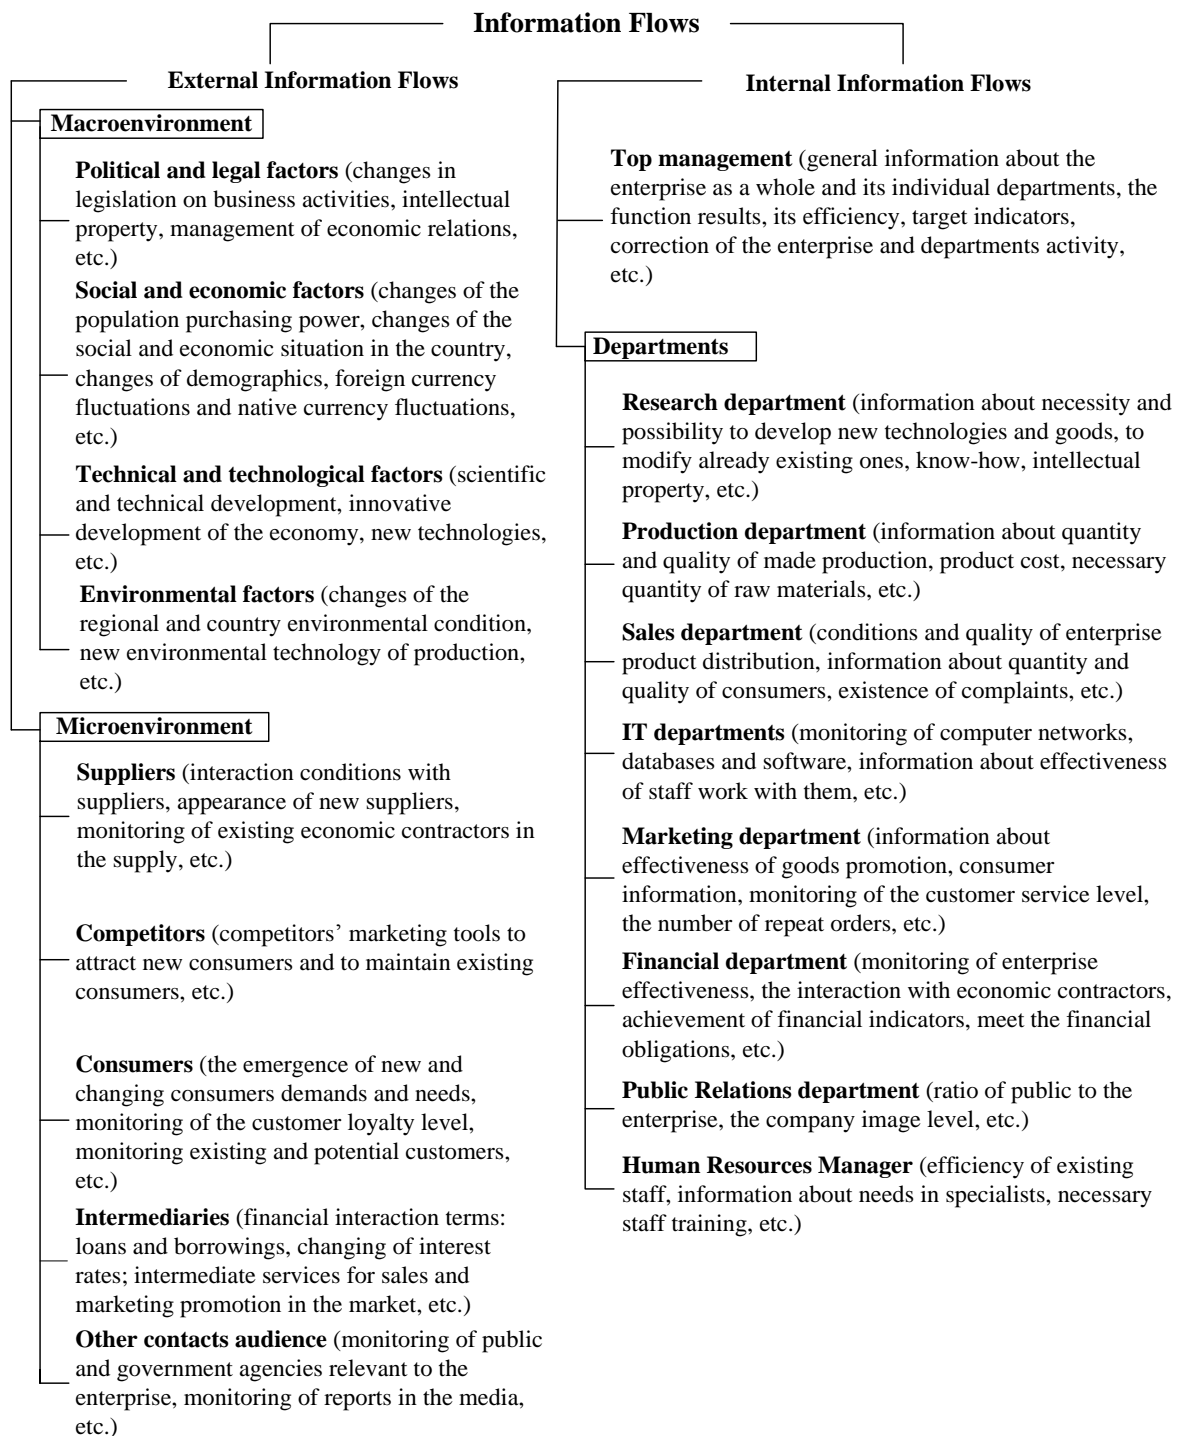 Information Flows
External Information Flows
Macroenvironment
Political and legal factors (changes in
legislation on business activities, intellectual
property, management of economic relations,
etc.)
Social and economic factors (changes of the
population purchasing power, changes of the
social and economic situation in the country,
changes of demographics, foreign currency
fluctuations and native currency fluctuations,
etc.)
Technical and technological factors (scientific
and technical development, innovative
development of the economy, new technologies,
etc.)
Environmental factors (changes of the
regional and country environmental condition,
new environmental technology of production,
etc.)
Microenvironment
Suppliers (interaction conditions with
suppliers, appearance of new suppliers,
monitoring of existing economic contractors in
the supply, etc.)
Competitors (competitors’ marketing tools to
attract new consumers and to maintain existing
consumers, etc.)
Consumers (the emergence of new and
changing consumers demands and needs,
monitoring of the customer loyalty level,
monitoring existing and potential customers,
etc.)
Intermediaries (financial interaction terms:
loans and borrowings, changing of interest
rates; intermediate services for sales and
marketing promotion in the market, etc.)
Other contacts audience (monitoring of public
and government agencies relevant to the
enterprise, monitoring of reports in the media,
etc.)
Internal Information Flows
Top management (general information about the
enterprise as a whole and its individual departments, the
function results, its efficiency, target indicators,
correction of the enterprise and departments activity,
etc.)
Departments
Research department (information about necessity and
possibility to develop new technologies and goods, to
modify already existing ones, know-how, intellectual
property, etc.)
Production department (information about quantity
and quality of made production, product cost, necessary
quantity of raw materials, etc.)
Sales department (conditions and quality of enterprise
product distribution, information about quantity and
quality of consumers, existence of complaints, etc.)
IT departments (monitoring of computer networks,
databases and software, information about effectiveness
of staff work with them, etc.)
Marketing department (information about
effectiveness of goods promotion, consumer
information, monitoring of the customer service level,
the number of repeat orders, etc.)
Financial department (monitoring of enterprise
effectiveness, the interaction with economic contractors,
achievement of financial indicators, meet the financial
obligations, etc.)
Public Relations department (ratio of public to the
enterprise, the company image level, etc.)
Human Resources Manager (efficiency of existing
staff, information about needs in specialists, necessary
staff training, etc.)